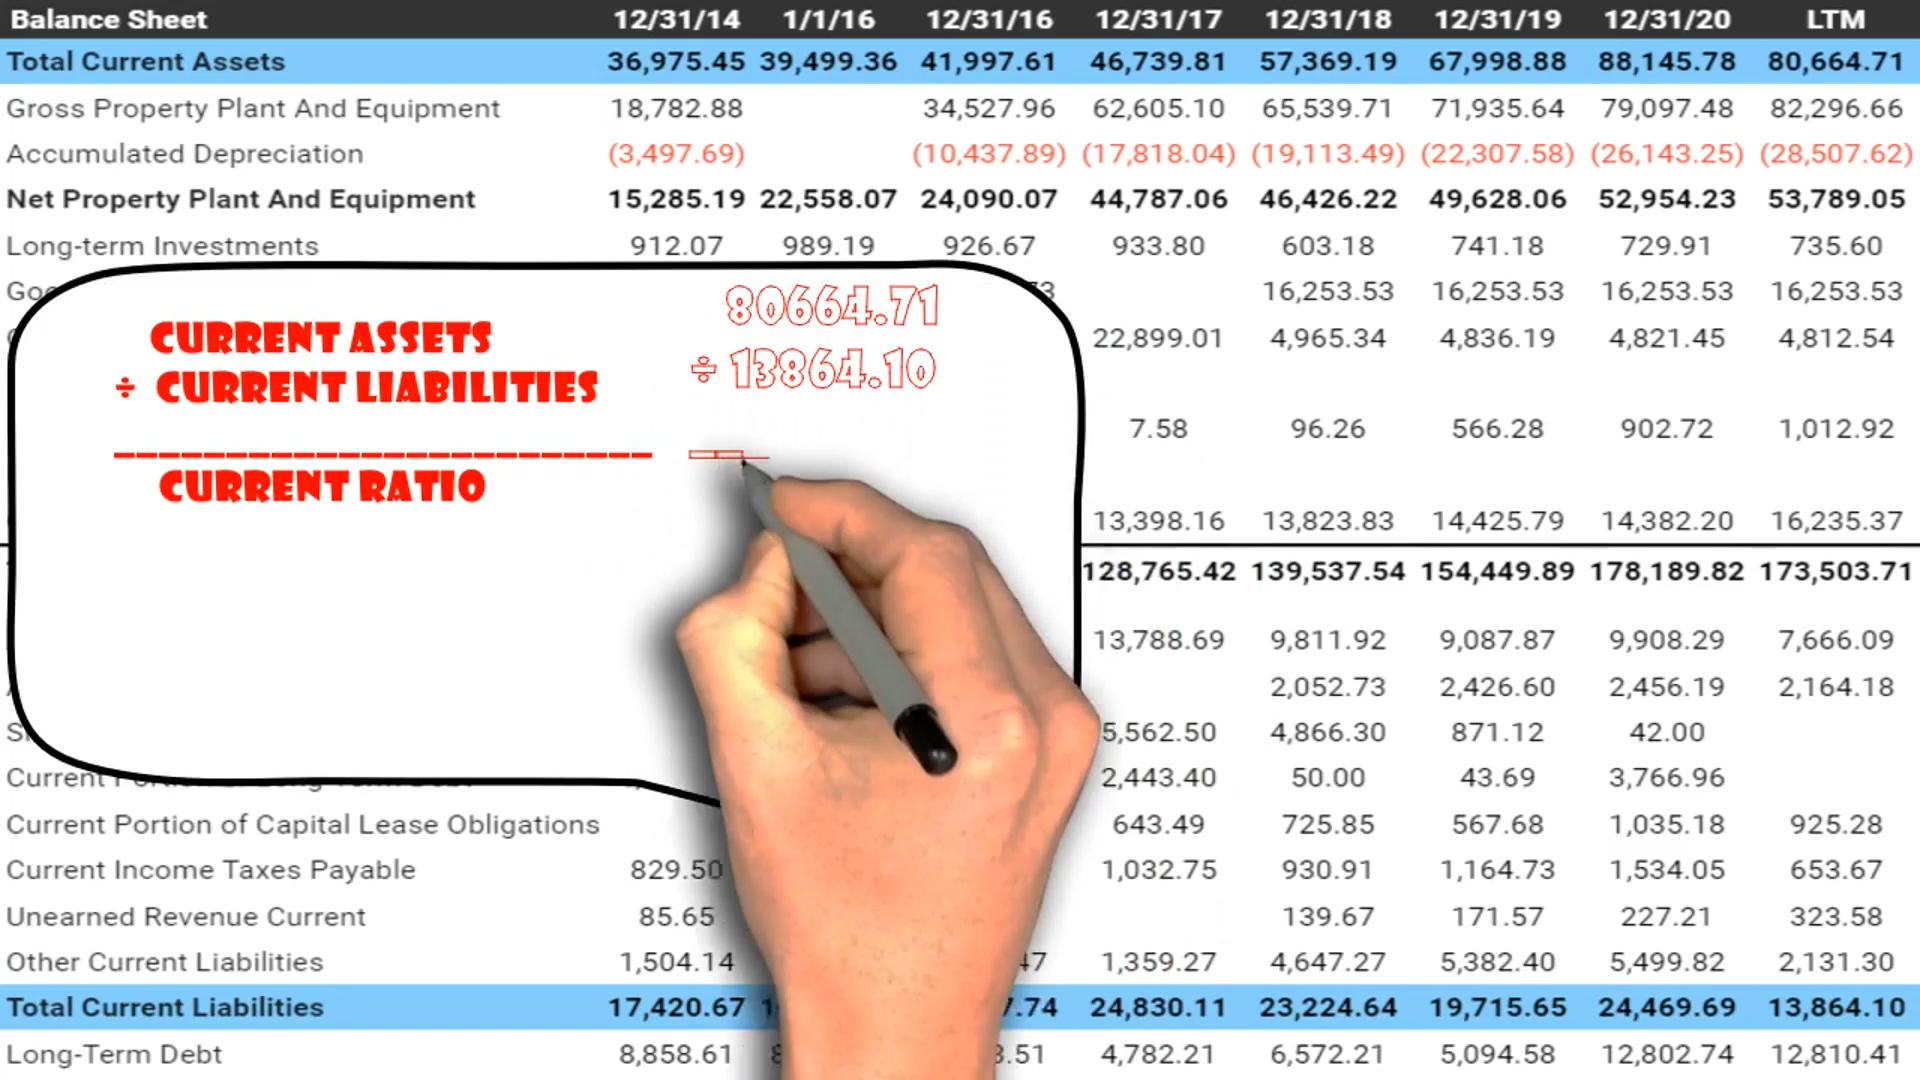 Balance Sheet 12/31/14 1/1/16 12/31/16 12/31/17 12/31/18 12/31/19 12/31/20 LTM
Total Current Assets 36,975.45 39,499.36 41,997.61 46,739.81 57,369.19 67,998.88 88,145.78 80,664.71
Gross Property Plant And Equipment 18,782.88 34,527.96 62,605.10 65,539.71 71,935.64 79,097.48 82,296.66
Accumulated Depreciation (3,497.69) (10,437.89) (17,818.04) (19,113.49) (22,307.58) (26,143.25) (28,507.62)
Net Property Plant And Equipment 15,285.19 22,558.07 24,090.07 44,787.06 46,426.22 49,628.06 52,954.23 53,789.05
Long-term Investments 912.07 989.19 926.67 933.80 603.18 741.18 729.91 735.60
16,253.53 16,253.53 16,253.53 16,253.53
22,899.01 4,965.34 4,836.19 4,821.45 4,812.54
7.58 96.26 566.28 902.72 1,012.92
13,398.16 13,823.83 14,425.79 14,382.20 16,235.37
128,765.42 139,537.54 154,449.89 178,189.82 173,503.71
13,788.69 9,811.92 9,087.87 9,908.29 7,666.09
2,052.73 2,426.60 2,456.19 2,164.18
5,562.50 4,866.30 871.12 42.00
Current 2,443.40 50.00 43.69 3,766.96
Current Portion of Capital Lease Obligations 643.49 725.85 567.68 1,035.18 925.28
Current Income Taxes Payable 829.50 1,032.75 930.91 1,164.73 1,534.05 653.67
Unearned Revenue Current 85.65 139.67 171.57 227.21 323.58
Other Current Liabilities 1,504.14 1,359.27 4,647.27 5,382.40 5,499.82 2,131.30
Total Current Liabilities 17,420.67 24,830.11 23,224.64 19,715.65 24,469.69 13,864.10
Long-Term Debt 8,858.61 4,782.21 6,572.21 5,094.58 12,802.74 12,810.41
CURRENT ASSETS
÷ CURRENT LIABILITIES
CURRENT RATIO
80664.71
÷ 13864.10